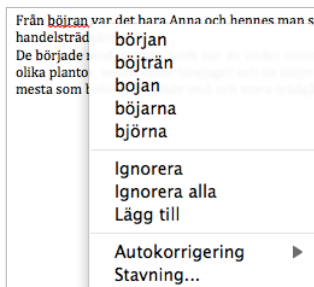 Från böjran var det bara Anna och hennes man s
handelsträd
De började
olika planto
mesta som b
början
böjträn
bojan
böjarna
björna
Ignorera
Ignorera alla
Lägg till
Autokorrigering
Stavning...